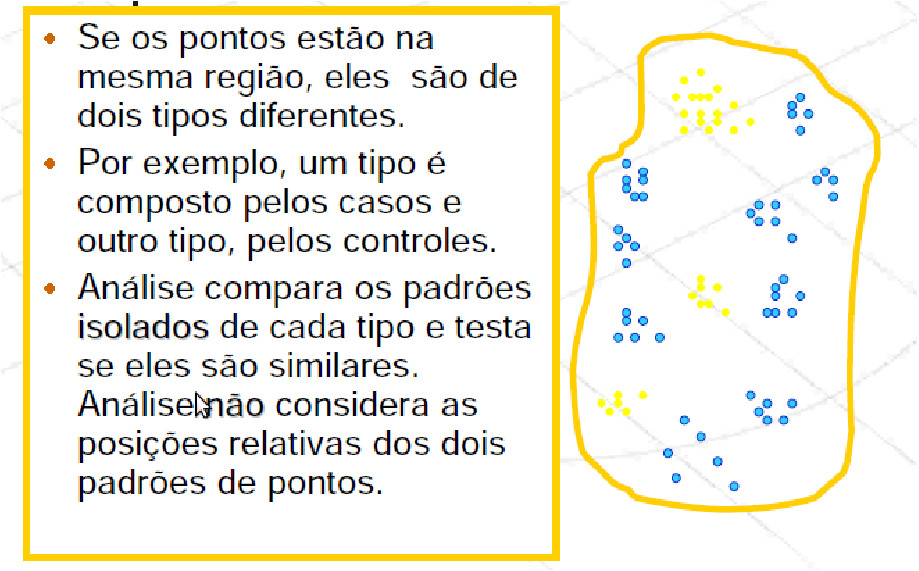 Se os pontos estão na
mesma região, eles são de
dois tipos diferentes.
Por exemplo, um tipo é
composto pelos casos e
outro tipo, pelos controles.
Análise compara os padrões
isolados de cada tipo e testa
se eles são similares.
Análise não considera as
posições relativas dos dois
padrões de pontos.